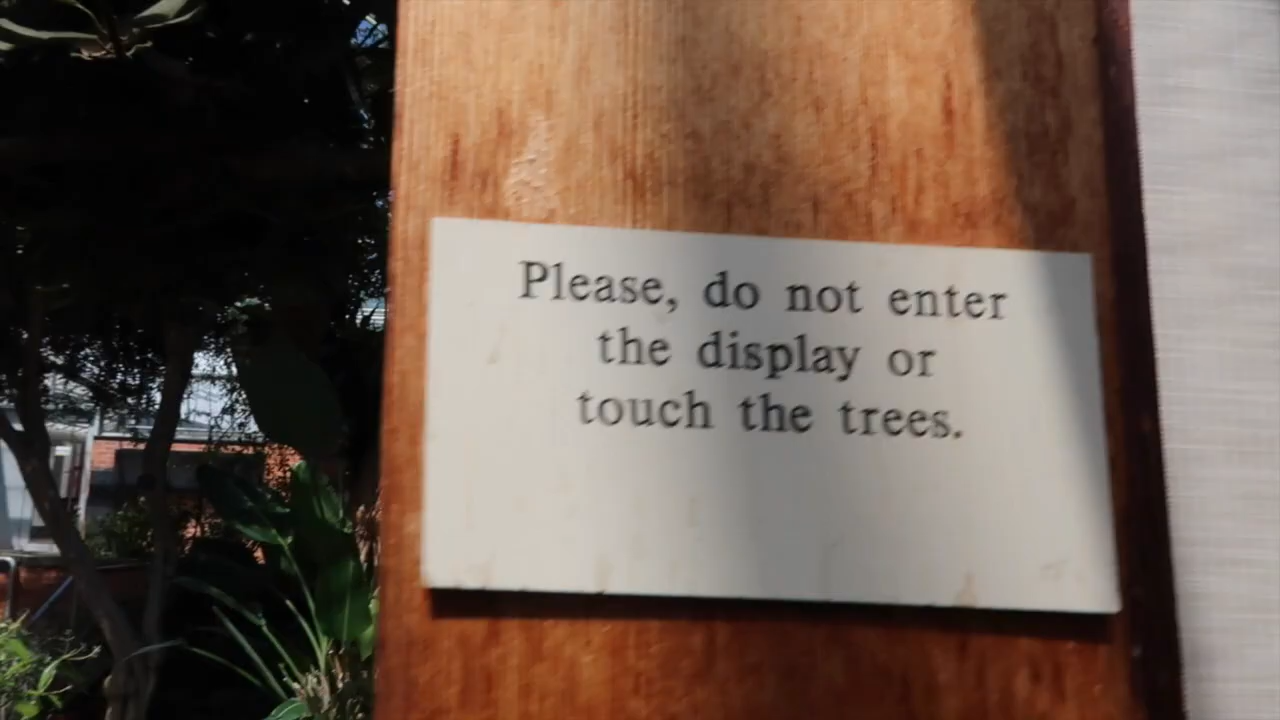 Please, do not enter
the display or
touch the trees.